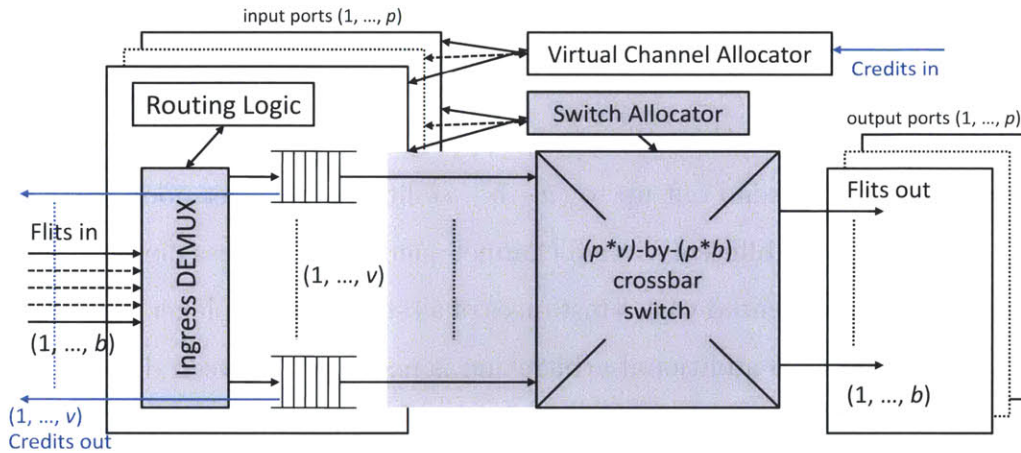 input ports (1, ..., p)
Virtual Channel Allocator
Credits in
Routing Logic
Switch Allocator
output ports (1, ..., p)
Flits in
(1, ..., b)
Ingress DEMUX
(1, ..., v)
(p*v)-by-(p*b)
crossbar
switch
Flits out
(1, ..., b)
(1, ..., v)
Credits out